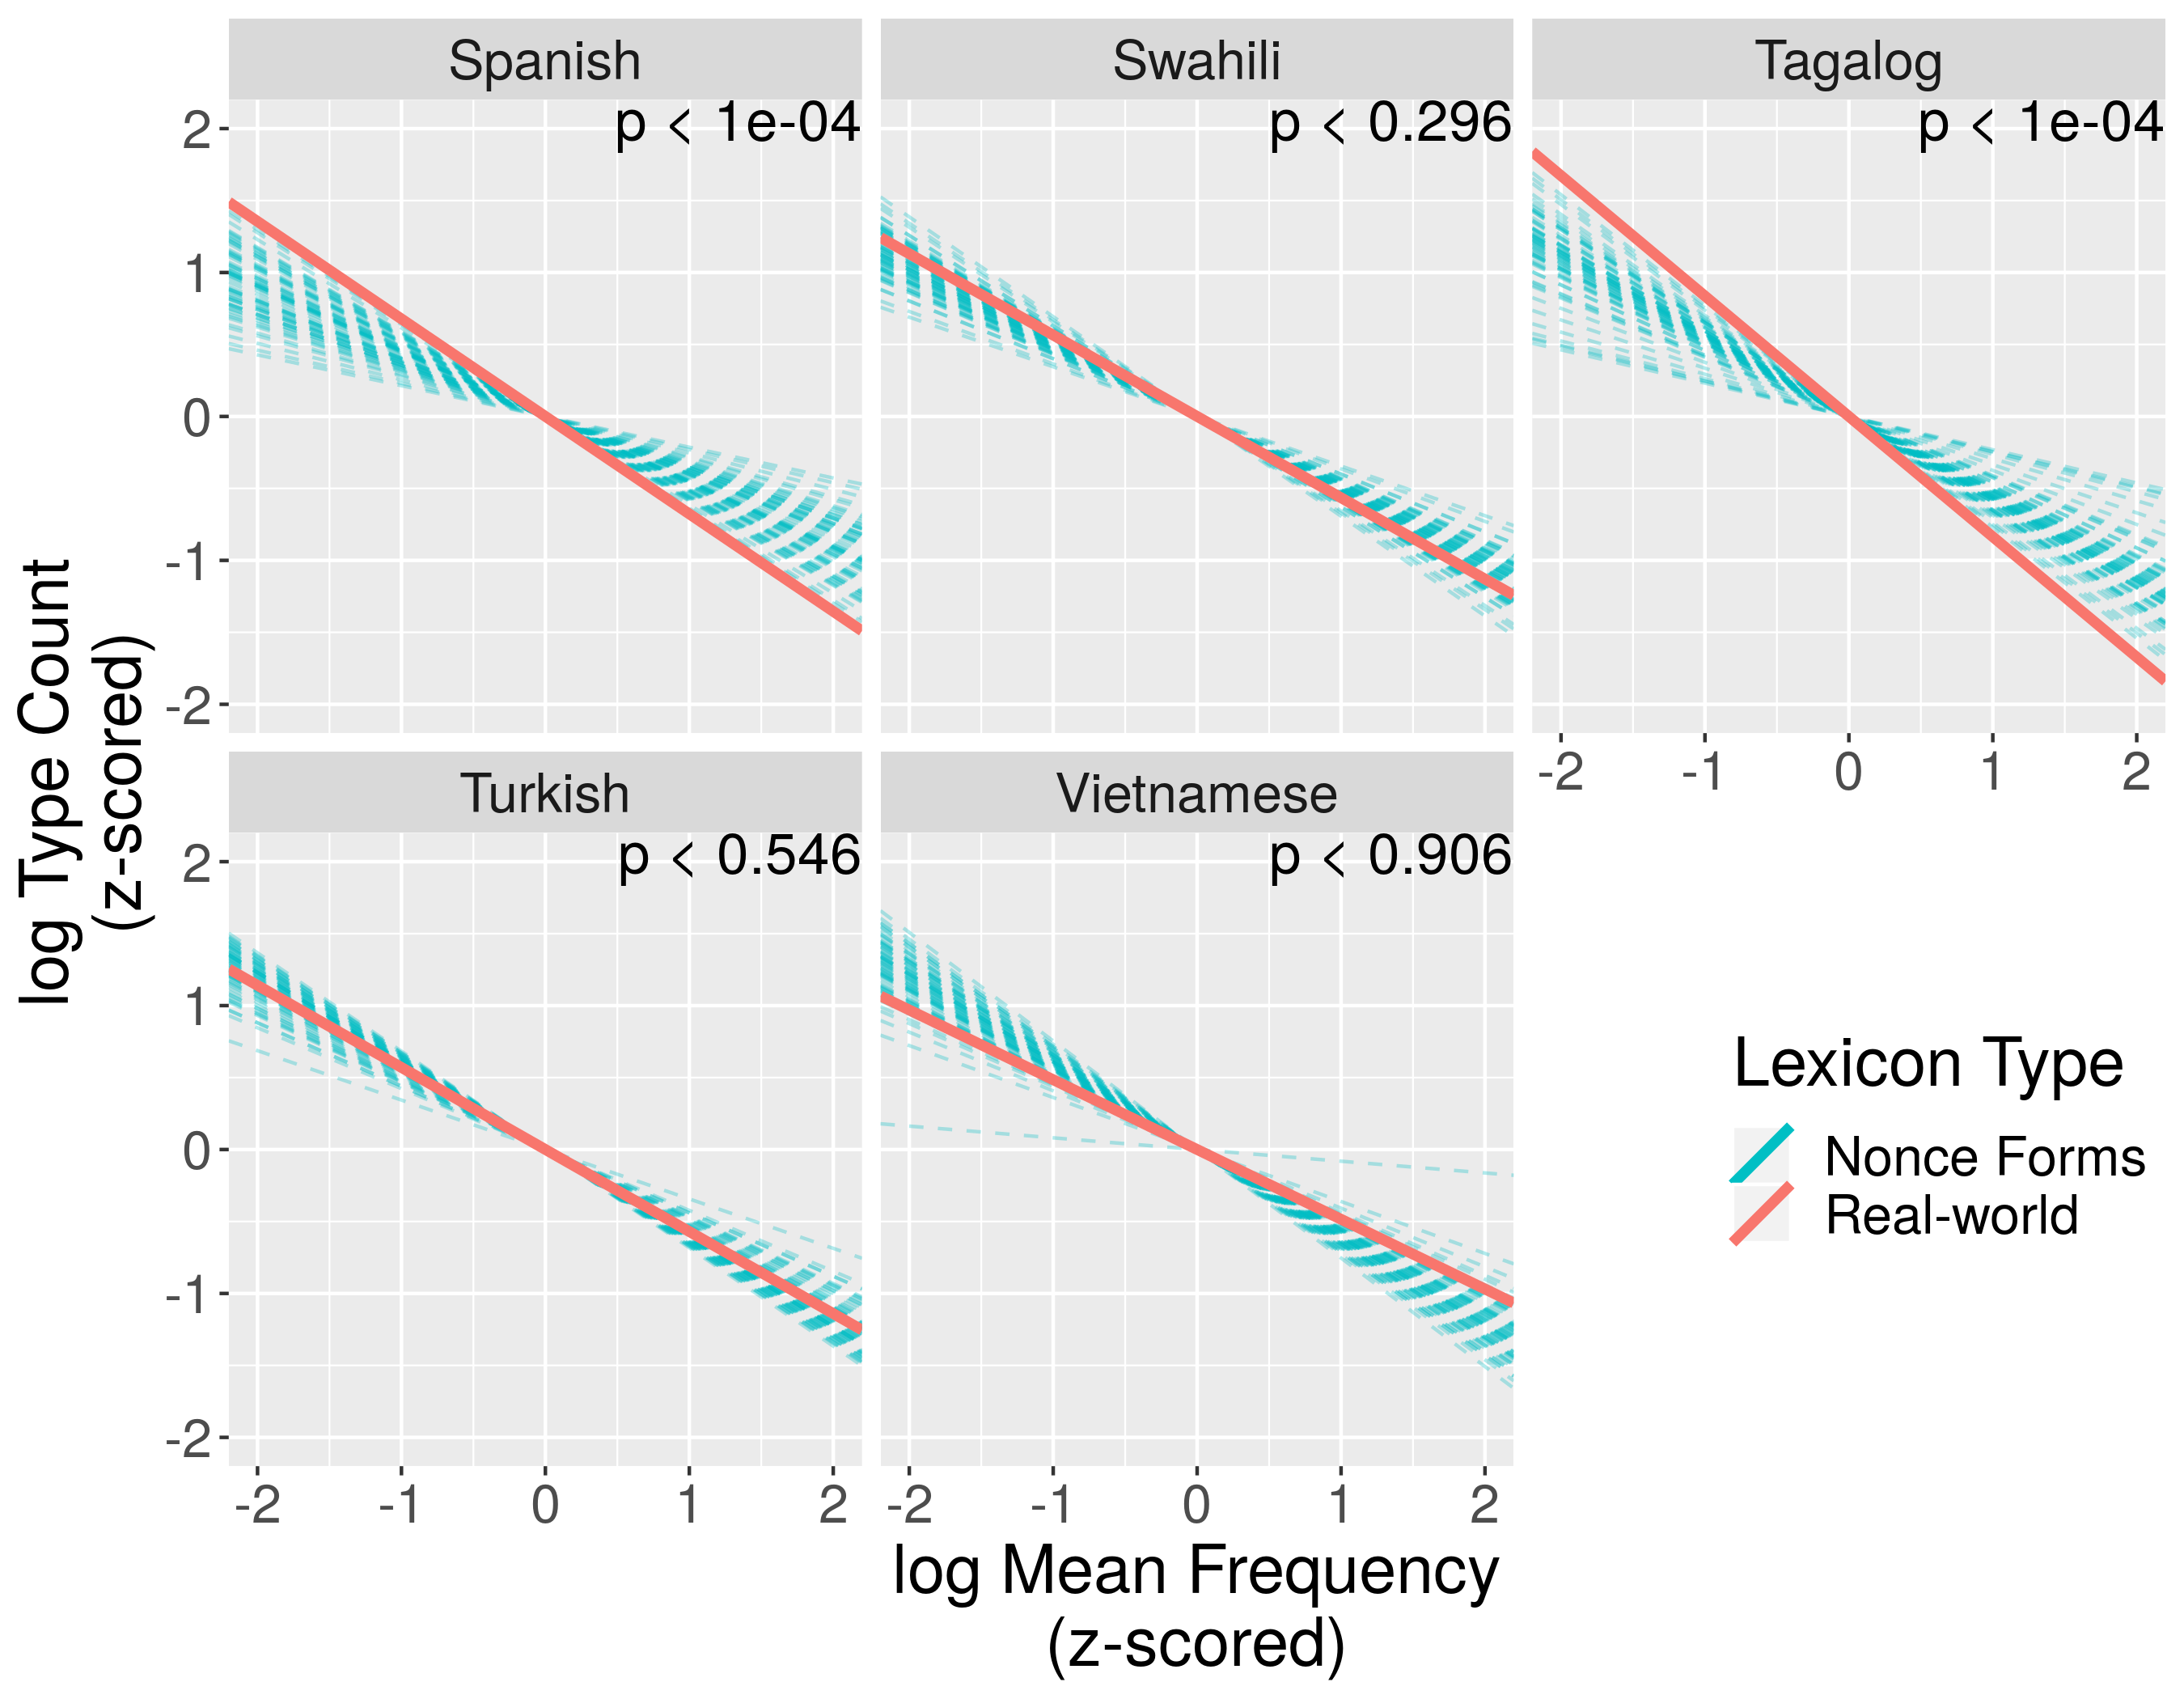 Spanish
Swahili
Tagalog
p < 1e-04
p < 0.296
p < 1e-04
2
1
0
-1
-2
-2
-1
0
1
2
Turkish
Vietnamese
p < 0.546
p < 0.906
2
1
0
-1
-2
-2
-1
0
1
2
-2
-1
0
1
2
log Type Count
(z-scored)
log Mean Frequency
(z-scored)
Lexicon Type
Nonce Forms
Real-world